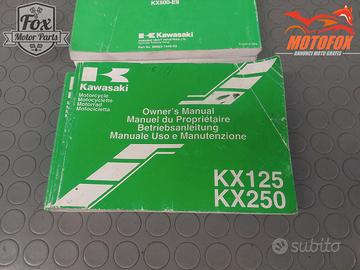 KX500-E9
Kawasaki
Fox
Motor Parts
MOTOFOX
ANNUNCI MOTO GRATIS
Kawasaki
Motorcycle
Motocyclette
Motorrad
Motocicletta
Owner's Manual
Manuel du Propriétaire
Betriebsanleitung
Manuale Uso e Manutenzione
KX125
KX250
subito